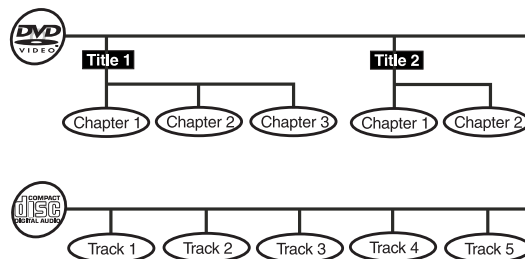 DVD
VIDEO
Title 1
Title 2
Chapter 1
Chapter 2
Chapter 3
Chapter 1
Chapter 2
COMPACT
disc
DIGITAL AUDIO
Track 1
Track 2
Track 3
Track 4
Track 5